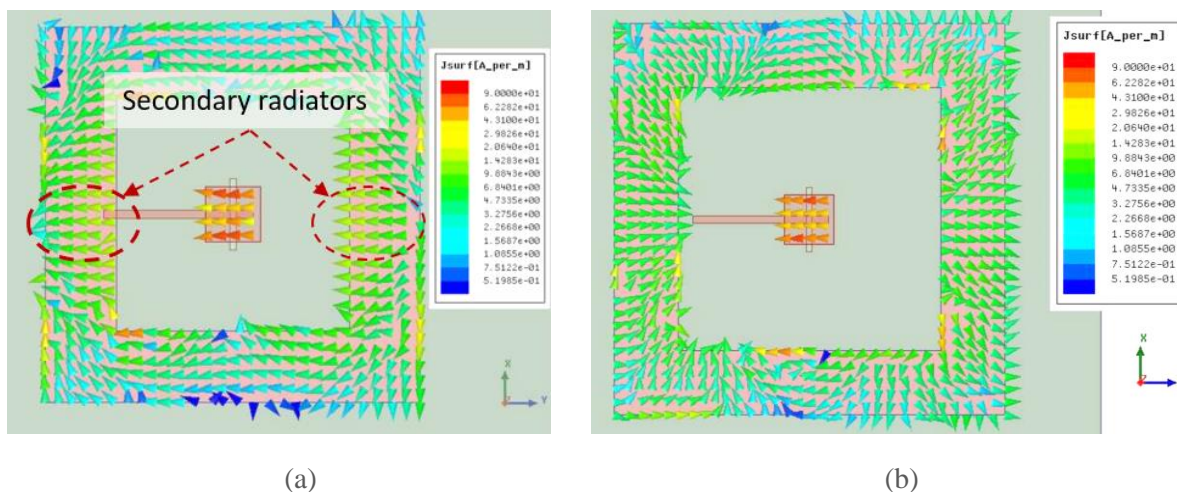 Secondary radiators
Jsurf[A_per_m]
9.0000e+01
6.2282e+01
4.3100e+01
2.9826e+01
2.0640e+01
1.4283e+01
9.8843e+00
6.8401e+00
4.7335e+00
3.2756e+00
2.2668e+00
1.5687e+00
1.0855e+00
7.5122e-01
5.1985e-01
X
Y
Z
Jsurf[A_per_m]
9.0000e+01
6.2282e+01
4.3100e+01
2.9826e+01
2.0640e+01
1.4283e+01
9.8843e+00
6.8401e+00
4.7335e+00
3.2756e+00
2.2668e+00
1.5687e+00
1.0855e+00
7.5122e-01
5.1985e-01
X
Z
(a)
(b)